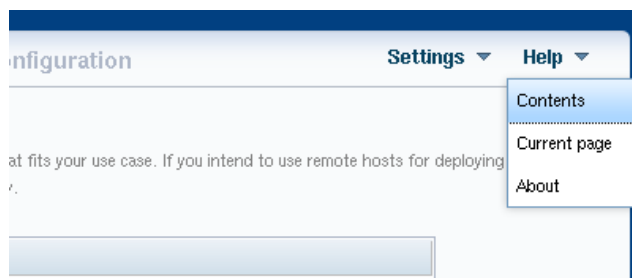 nfiguration Settings Help
Contents
Current page
at fits your use case. If you intend to use remote hosts for deploying
About